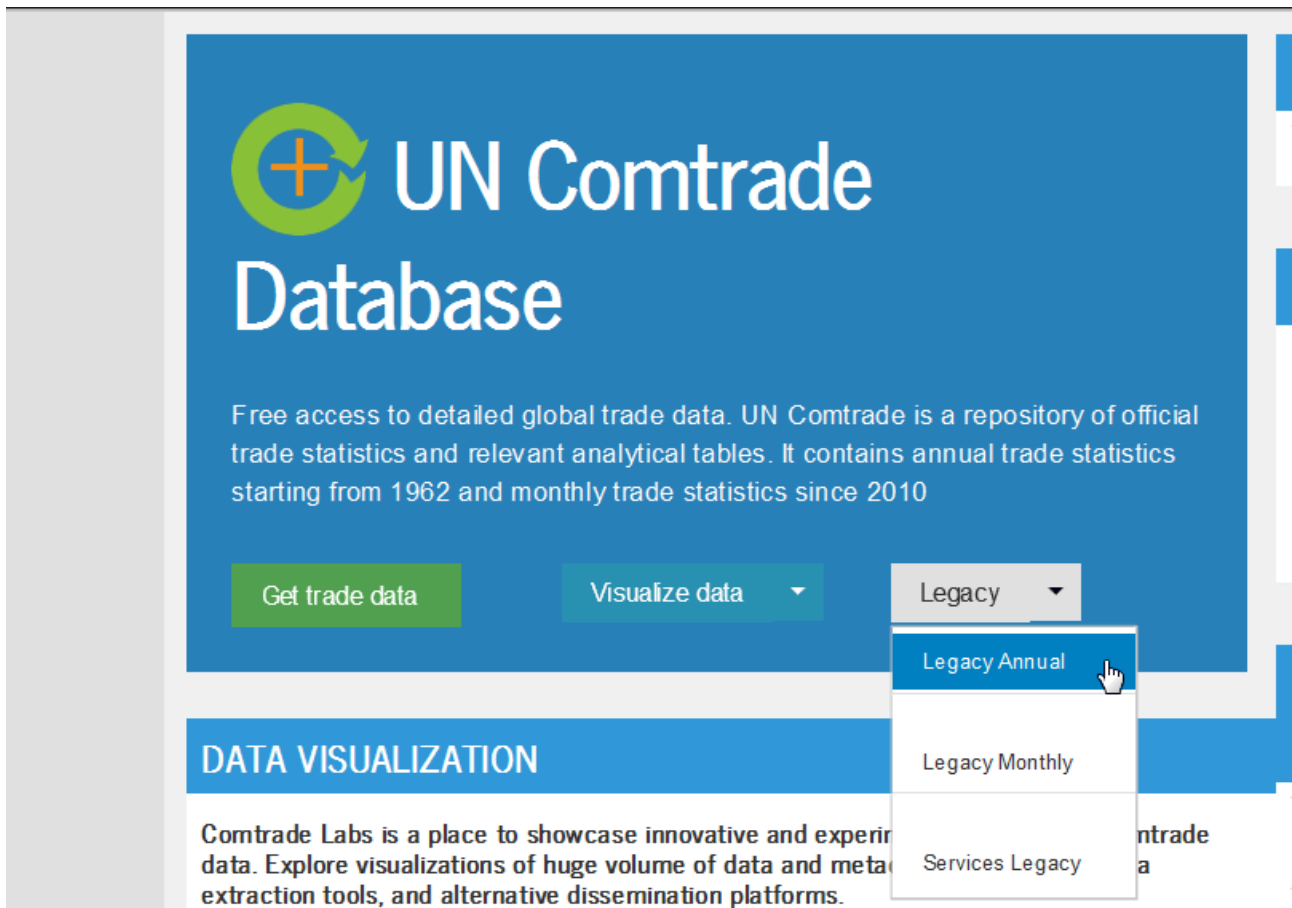 UN Comtrade
Database
Free access to detailed global trade data. UN Comtrade is a repository of official
trade statistics and relevant analytical tables. It contains annual trade statistics
starting from 1962 and monthly trade statistics since 2010
Get trade data
Visualize data
Legacy
Legacy Annual
Legacy Monthly
Services Legacy
DATA VISUALIZATION
Comtrade Labs is a place to showcase innovative and
data. Explore visualizations of huge volume of data and a
extraction tools, and alternative dissemination platforms.